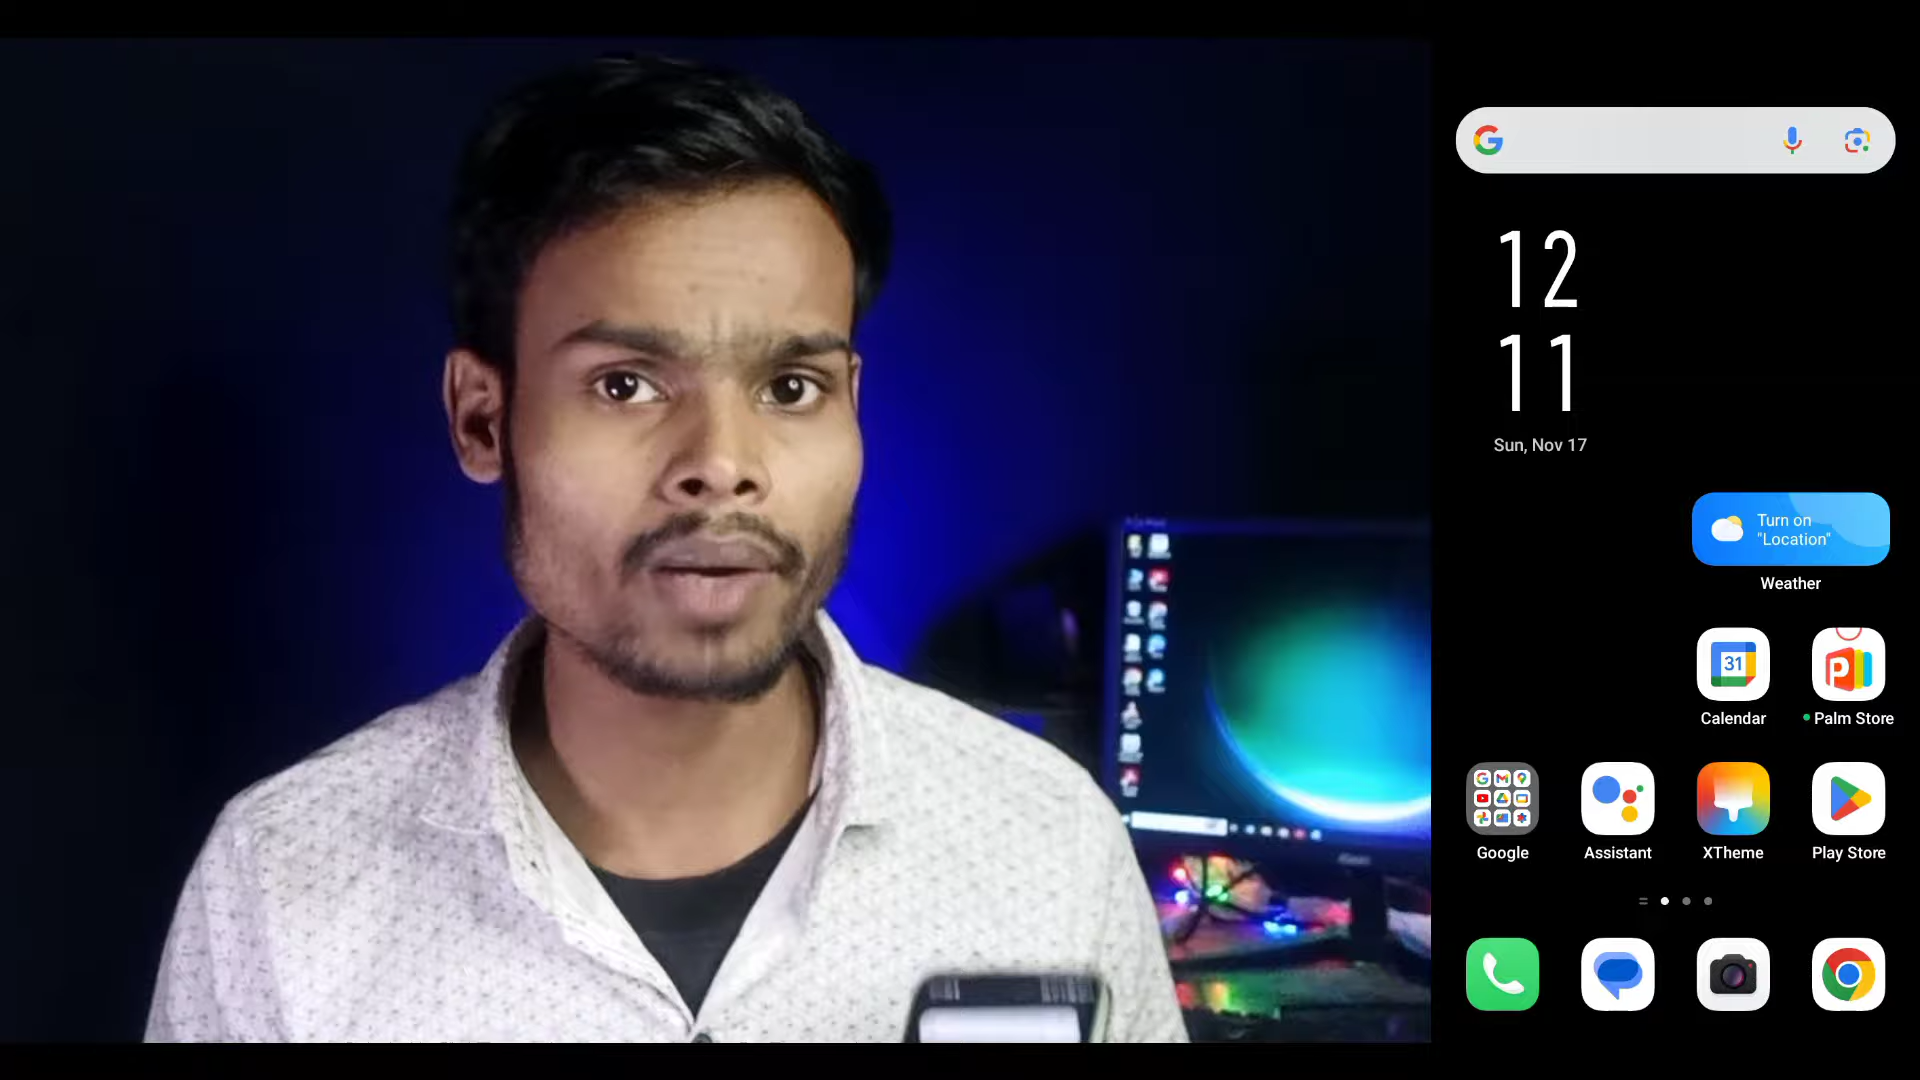 12
11
Sun, Nov 17
Turn on
"Location"
Weather
31
Calendar
Palm Store
Google
Assistant
XTheme
Play Store